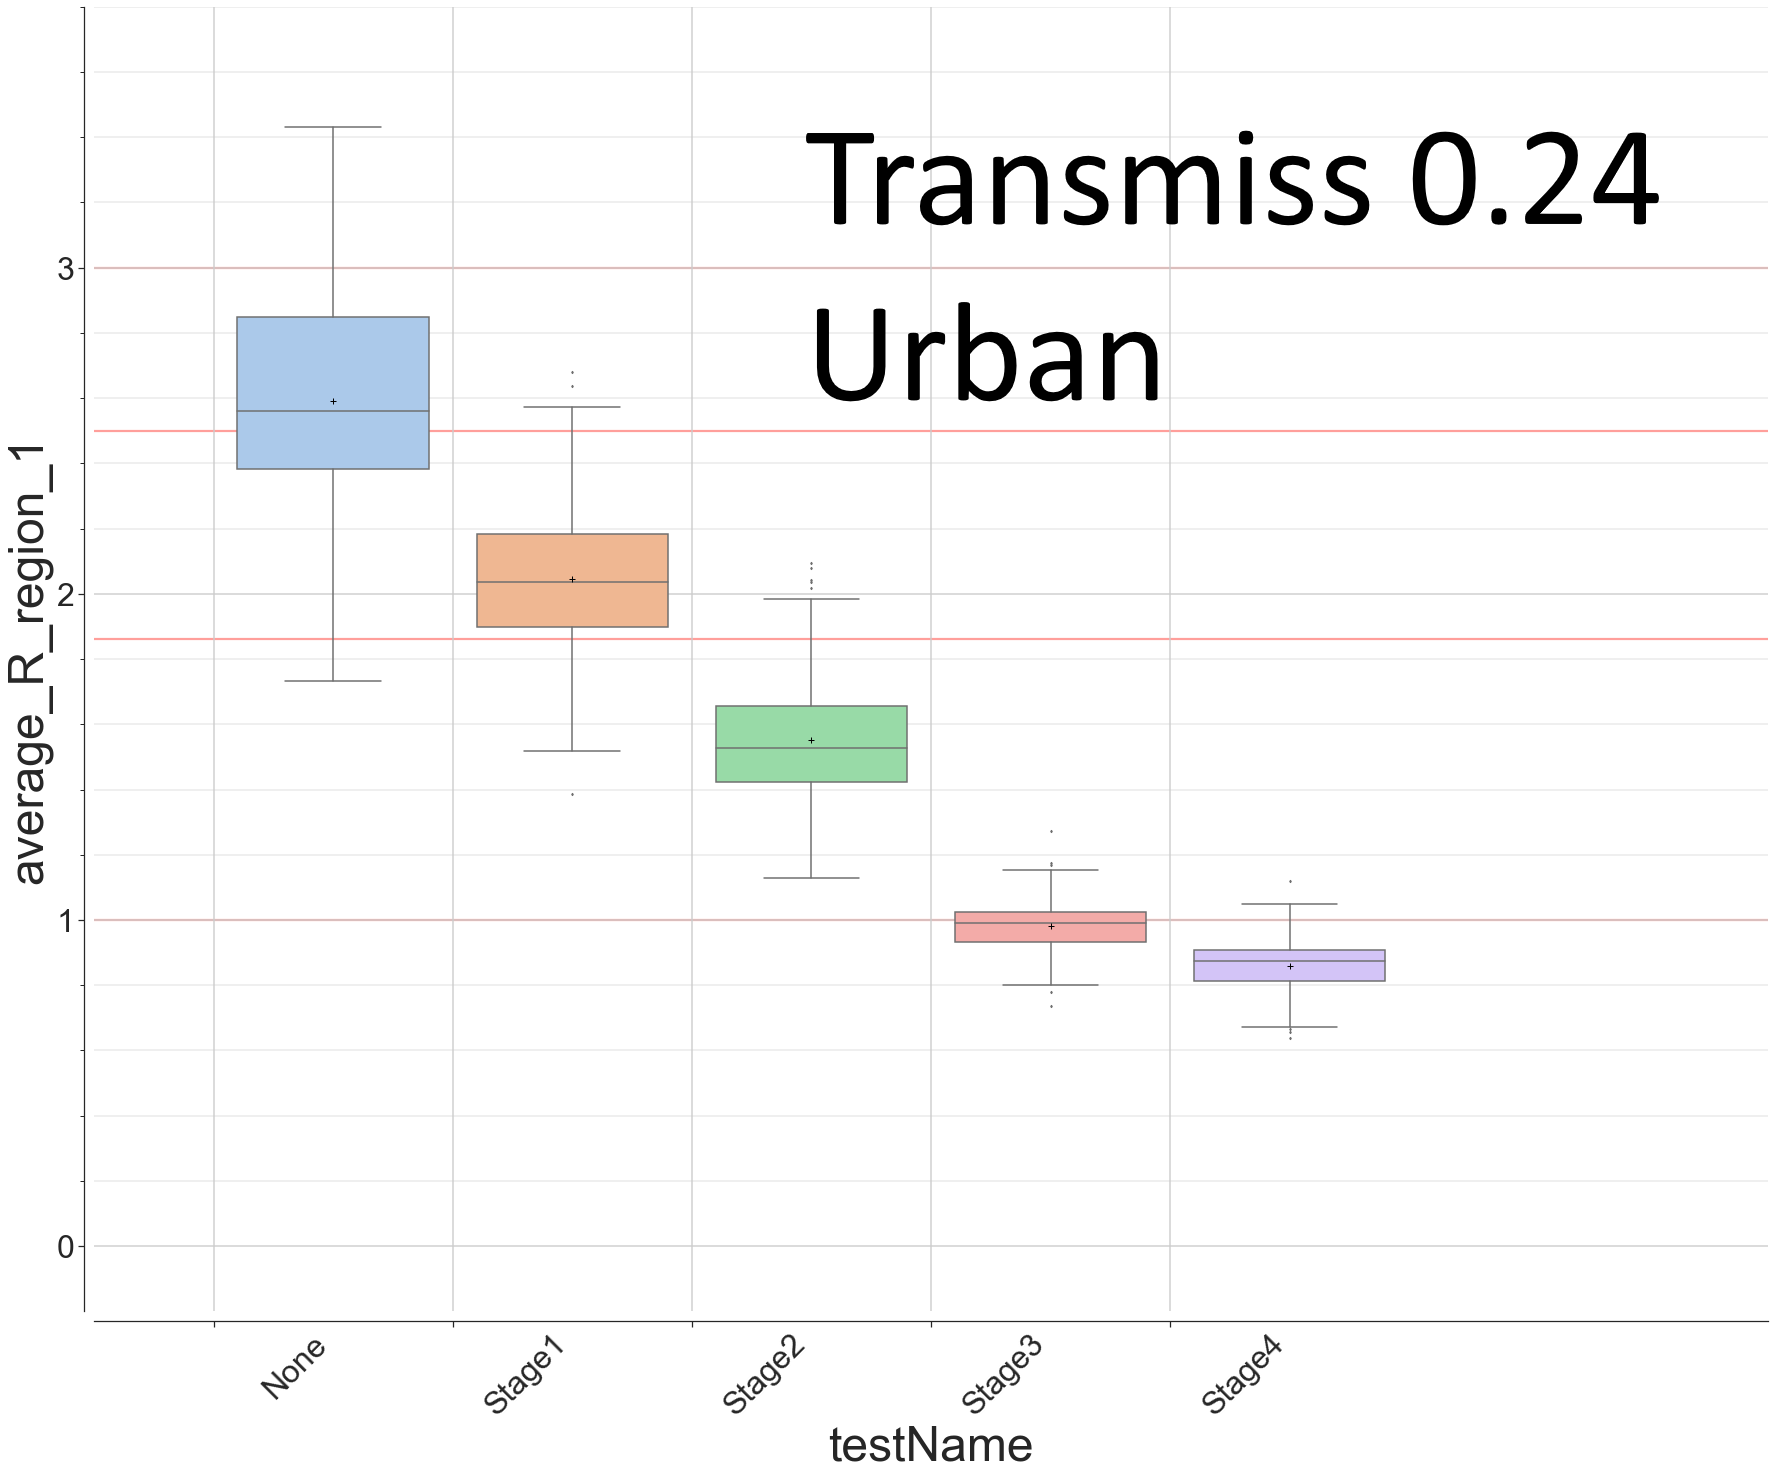 Transmiss 0.24
Urban
average_R_region_1
3
2
1
0
None
Stage1
Stage2
Stage3
Stage4
testName